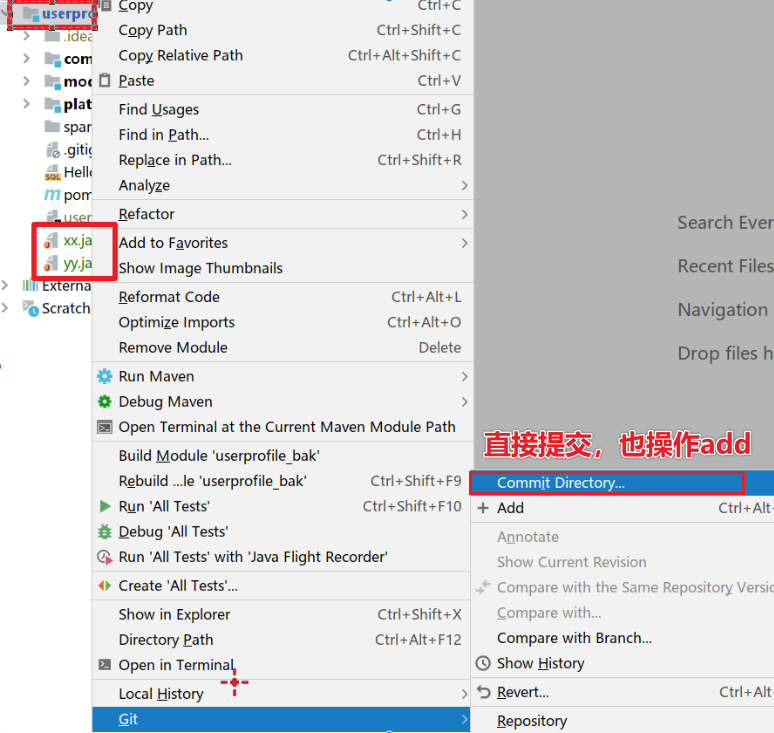 userpro
.idea
com
mod
plat
spar
.gitig
Hello
pom
user
xx.ja
yy.ja
Externa
Scratch
Copy Ctrl+C
Copy Path Ctrl+Shift+C
Copy Relative Path Ctrl+Alt+Shift+C
Paste Ctrl+V
Find Usages Ctrl+G
Find in Path... Ctrl+H
Replace in Path... Ctrl+Shift+R
Analyze
Refactor
Add to Favorites
Show Image Thumbnails
Reformat Code Ctrl+Alt+L
Optimize Imports Ctrl+Alt+O
Remove Module Delete
Run Maven
Debug Maven
Open Terminal at the Current Maven Module Path
Build Module 'userprofile_bak'
Rebuild ...le 'userprofile_bak' Ctrl+Shift+F9
Run 'All Tests' Ctrl+Shift+F10
Debug 'All Tests'
Run 'All Tests' with 'Java Flight Recorder'
Create 'All Tests'...
Show in Explorer Ctrl+Shift+X
Directory Path Ctrl+Alt+F12
Open in Terminal
Local History
Git
Search Ever
Recent Files
Navigation
Drop files h
直接提交，也操作add
Commit Directory...
Add Ctrl+Alt+
Annotate
Show Current Revision
Compare with the Same Repository Versio
Compare with...
Compare with Branch...
Show History
Revert... Ctrl+Alt+
Repository